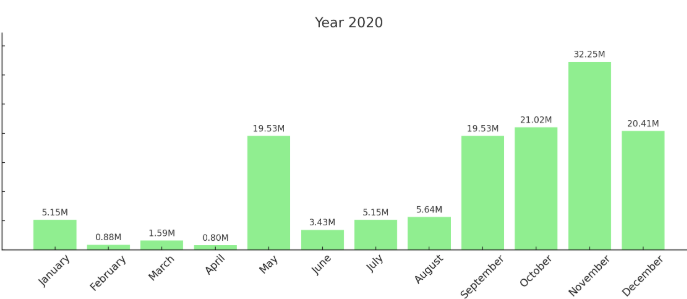 Year 2020
5.15M
0.88M
1.59M
0.80M
19.53M
3.43M
5.15M
5.64M
19.53M
21.02M
32.25M
20.41M
January
February
March
April
May
June
July
August
September
October
November
December